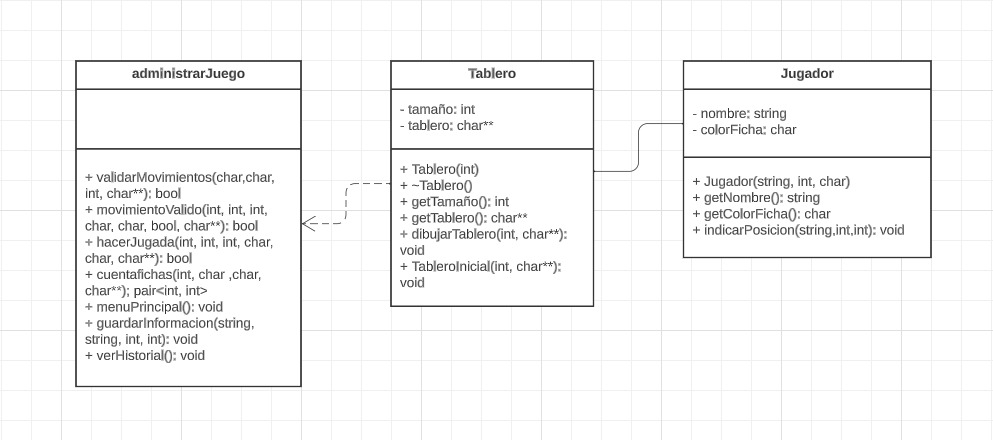 administrarJuego
+ validarMovimientos(char,char,
int, char**): bool
+ movimientoValido(int, int, int,
char, char, bool, char**): bool
+ hacerJugada(int, int, int, char,
char, char**): bool
+ cuentafichas(int, char ,char,
char**); pair<int, int>
+ menuPrincipal(): void
+ guardarInformacion(string,
string, int, int): void
+ verHistorial(): void
Tablero
- tamaño: int
- tablero: char**
+ Tablero(int)
+ ~Tablero()
+ getTamaño(): int
+ getTablero(): char**
+ dibujarTablero(int, char**):
void
+ TableroInicial(int, char**):
void
Jugador
- nombre: string
- colorFicha: char
+ Jugador(string, int, char)
+ getNombre(): string
+ getColorFicha(): char
+ indicarPosicion(string,int,int): void